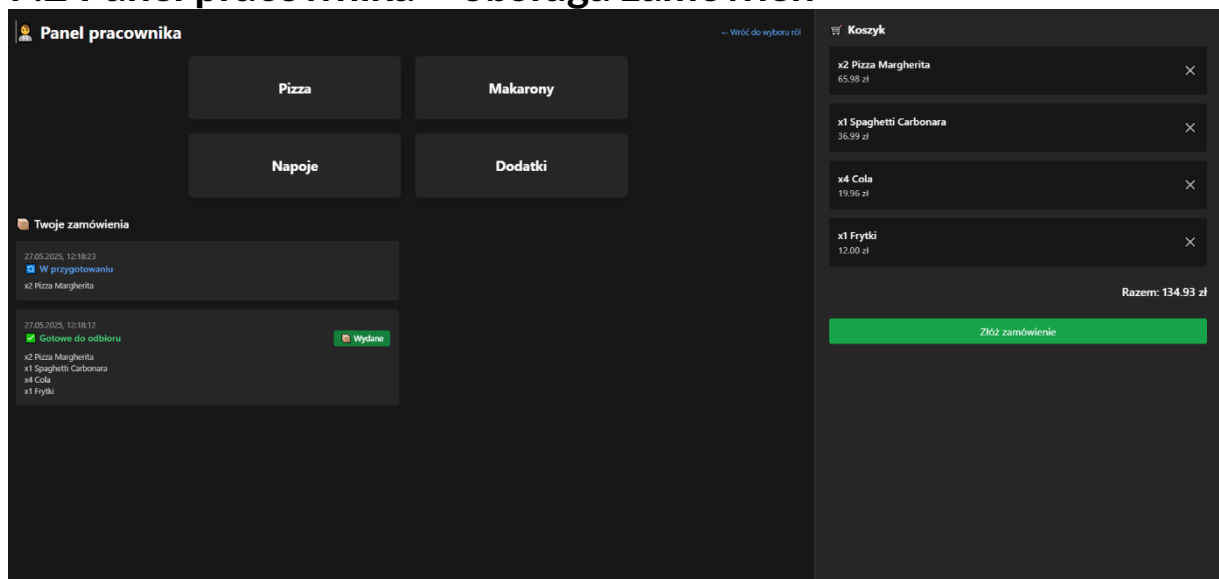 Panel pracownika
← Wróć do wyboru ról
Pizza
Makarony
Napoje
Dodatki
Twoje zamówienia
27.05.2025, 12:18:23
W przygotowaniu
x2 Pizza Margherita
27.05.2025, 12:18:12
Gotowe do odbioru
Wydane
x2 Pizza Margherita
x1 Spaghetti Carbonara
x4 Cola
x1 Frytki
Koszyk
x2 Pizza Margherita
65.98 zł
x1 Spaghetti Carbonara
36.99 zł
x4 Cola
19.96 zł
x1 Frytki
12.00 zł
Razem: 134.93 zł
Złóż zamówienie